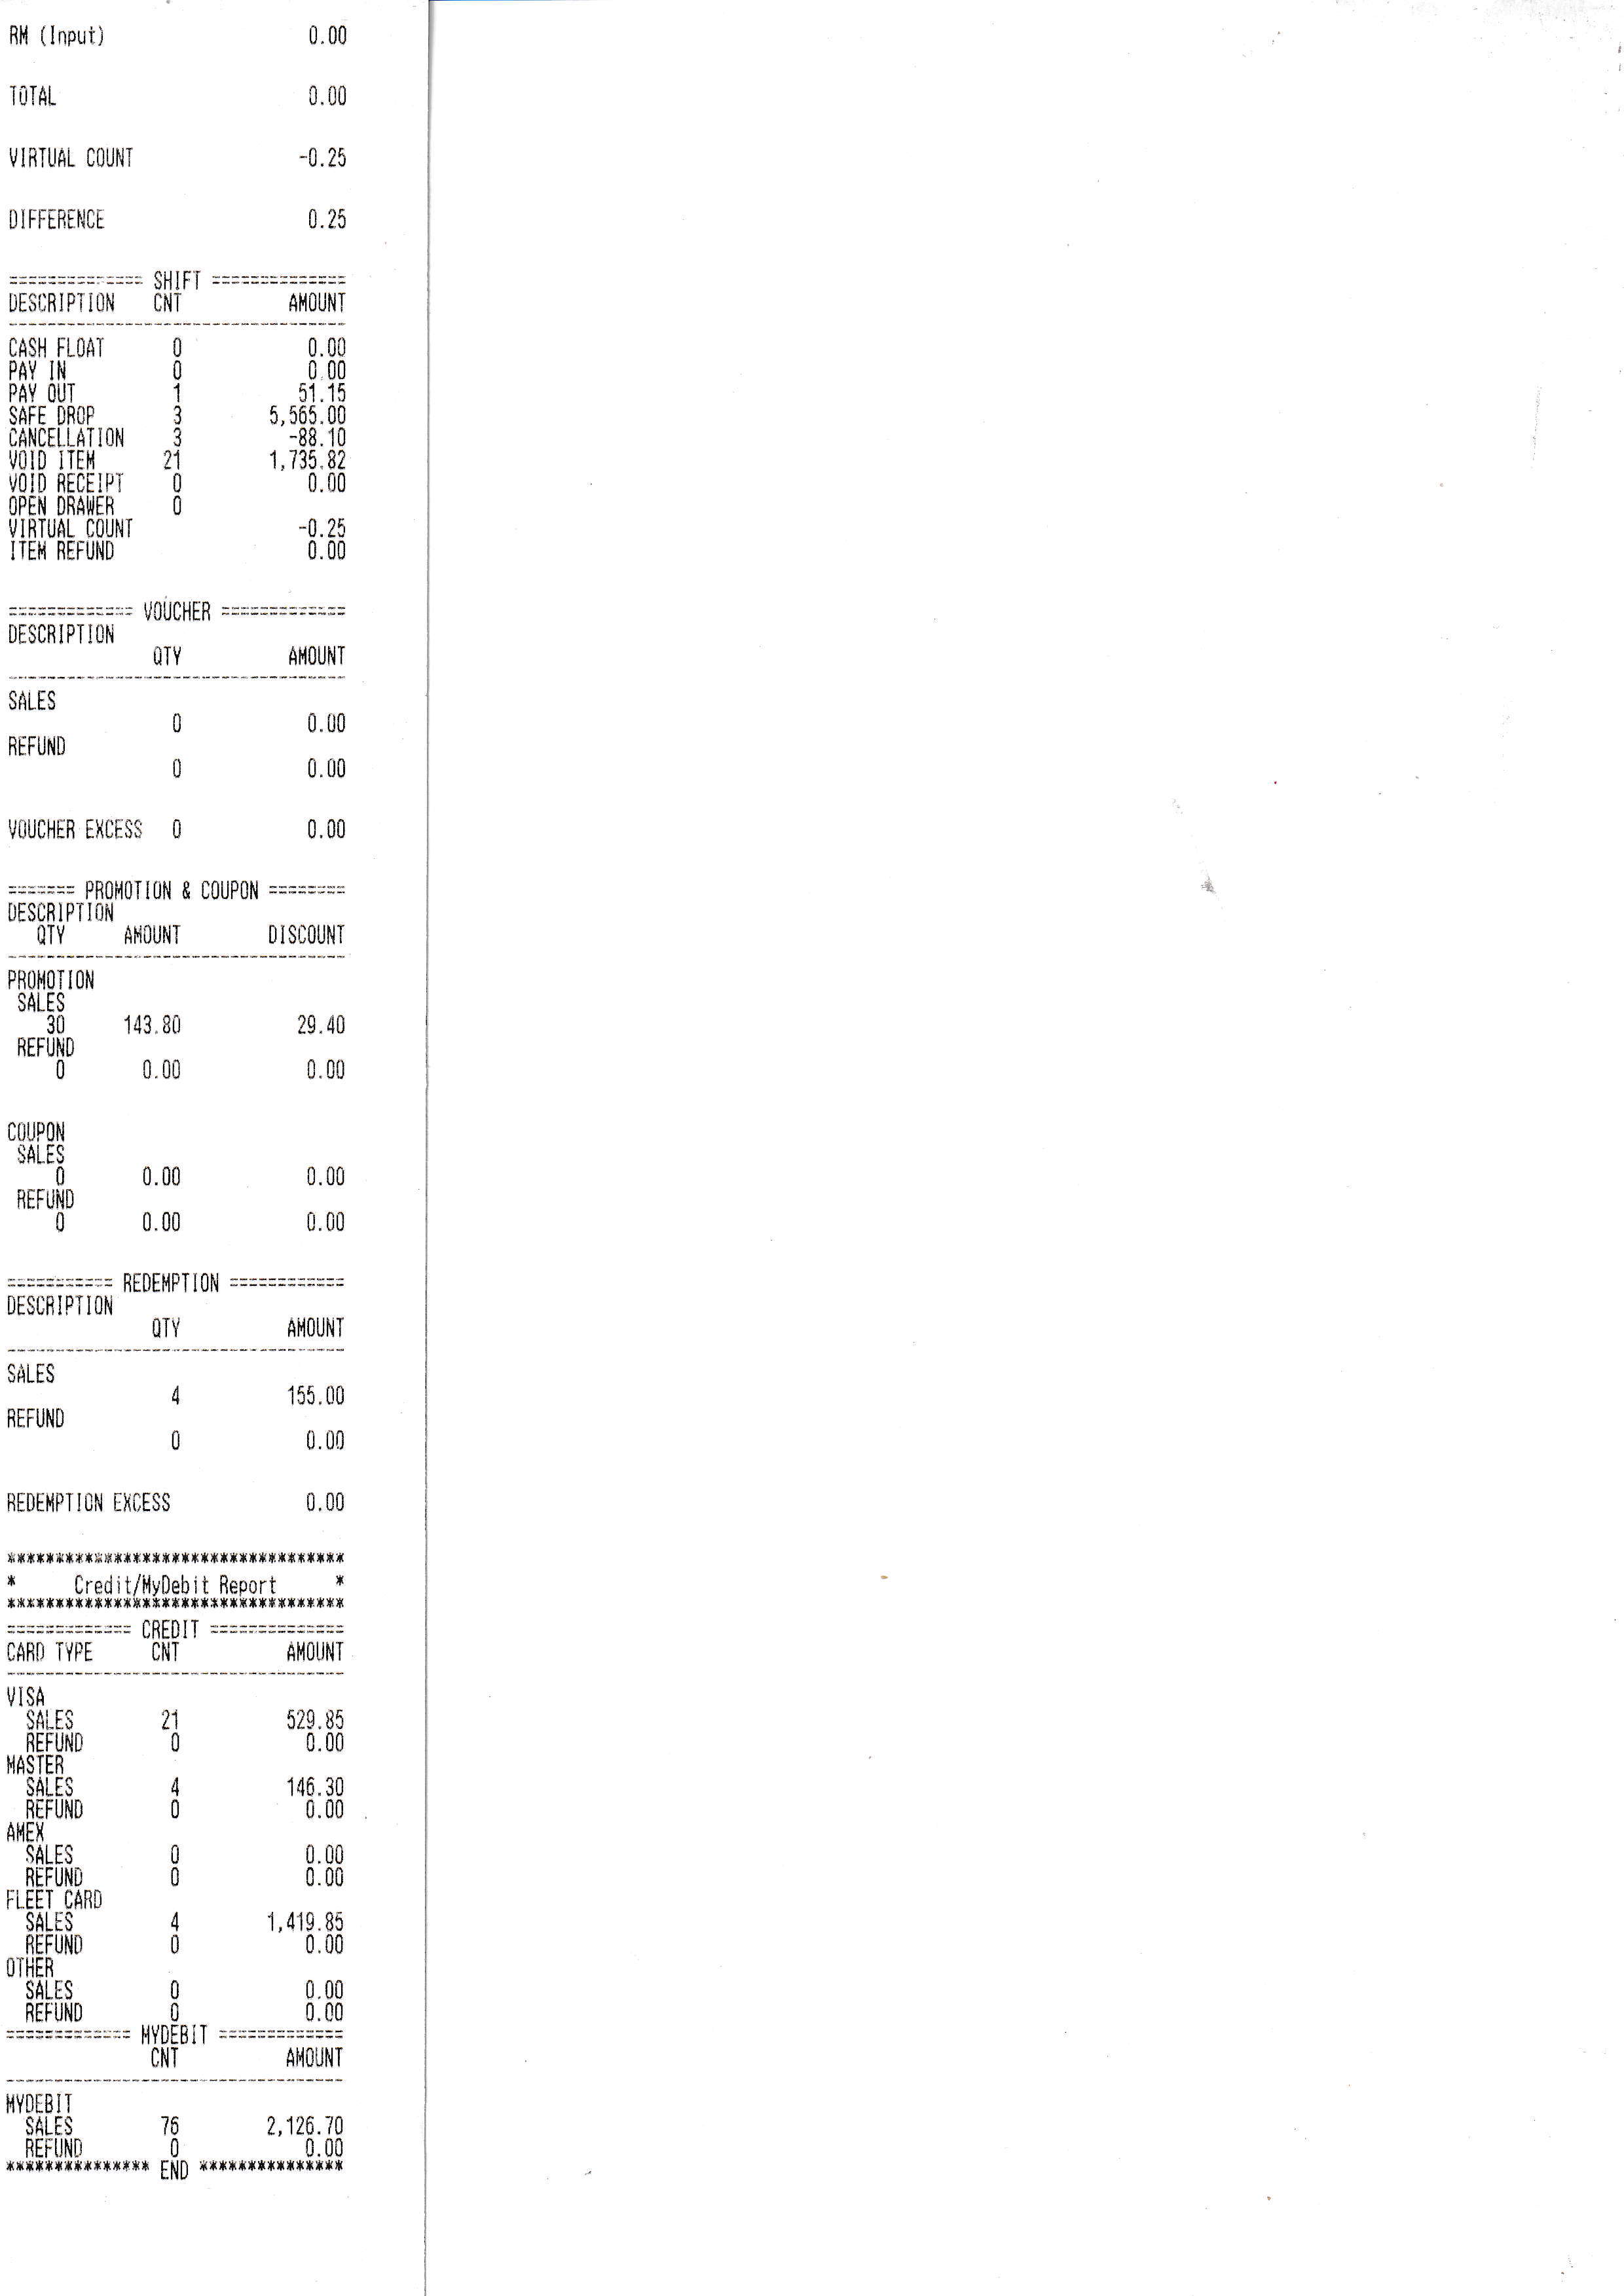 RM (Input) 0.00
TOTAL 0.00
VIRTUAL COUNT -0.25
DIFFERENCE 0.25
============== SHIFT ==============
DESCRIPTION CNT AMOUNT
-----------------------------------
CASH FLOAT 0 0.00
PAY IN 0 0.00
PAY OUT 1 51.15
SAFE DROP 3 5,565.00
CANCELLATION 3 -88.10
VOID ITEM 21 1,735.82
VOID RECEIPT 0 0.00
OPEN DRAWER 0
VIRTUAL COUNT -0.25
ITEM REFUND 0.00
============= VOUCHER =============
DESCRIPTION
QTY AMOUNT
-----------------------------------
SALES
0 0.00
REFUND
0 0.00
VOUCHER EXCESS 0 0.00
======= PROMOTION & COUPON ========
DESCRIPTION
QTY AMOUNT DISCOUNT
-----------------------------------
PROMOTION
SALES
30 143.80 29.40
REFUND
0 0.00 0.00
COUPON
SALES
0 0.00 0.00
REFUND
0 0.00 0.00
=========== REDEMPTION ============
DESCRIPTION
QTY AMOUNT
-----------------------------------
SALES
4 155.00
REFUND
0 0.00
REDEMPTION EXCESS 0.00
***********************************
* Credit/MyDebit Report *
***********************************
============= CREDIT ==============
CARD TYPE CNT AMOUNT
-----------------------------------
VISA
SALES 21 529.85
REFUND 0 0.00
MASTER
SALES 4 146.30
REFUND 0 0.00
AMEX
SALES 0 0.00
REFUND 0 0.00
FLEET CARD
SALES 4 1,419.85
REFUND 0 0.00
OTHER
SALES 0 0.00
REFUND 0 0.00
============= MYDEBIT =============
CNT AMOUNT
-----------------------------------
MYDEBIT
SALES 76 2,126.70
REFUND 0 0.00
*************** END ***************